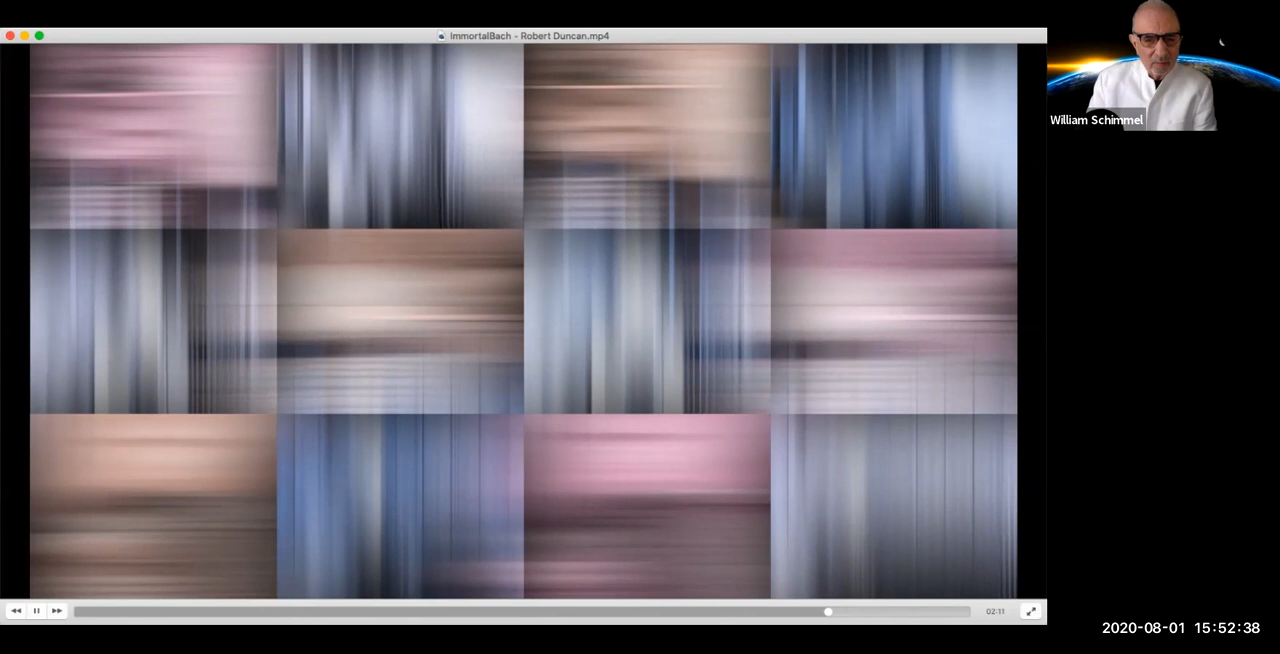 ImmortalBach - Robert Duncan.mp4
William Schimmel
02:11
2020-08-01 15:52:38